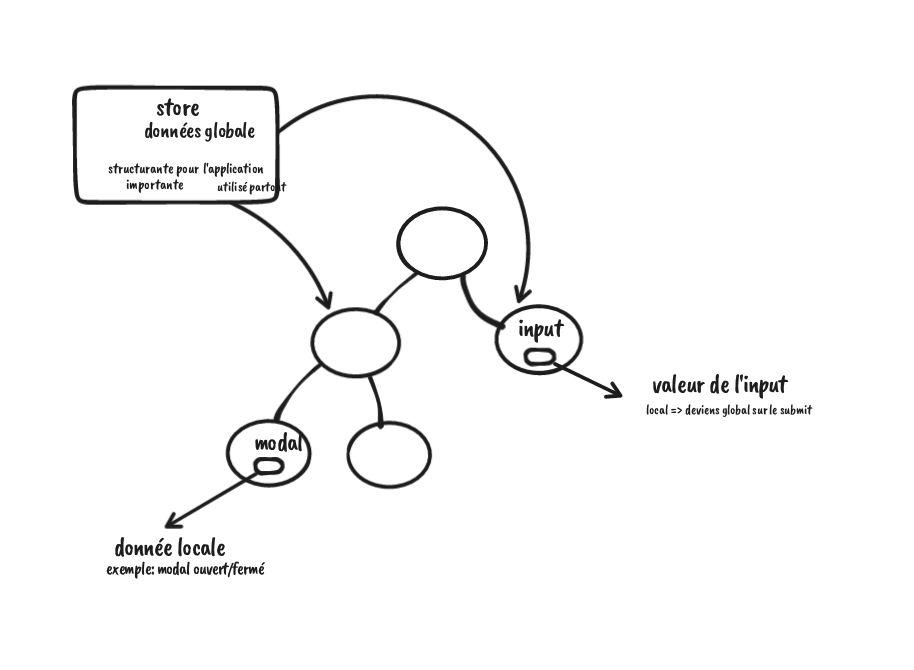 store
données globale
structurante pour l'application
importante utilisé partout
input
valeur de l'input
local => deviens global sur le submit
modal
donnée locale
exemple: modal ouvert/fermé